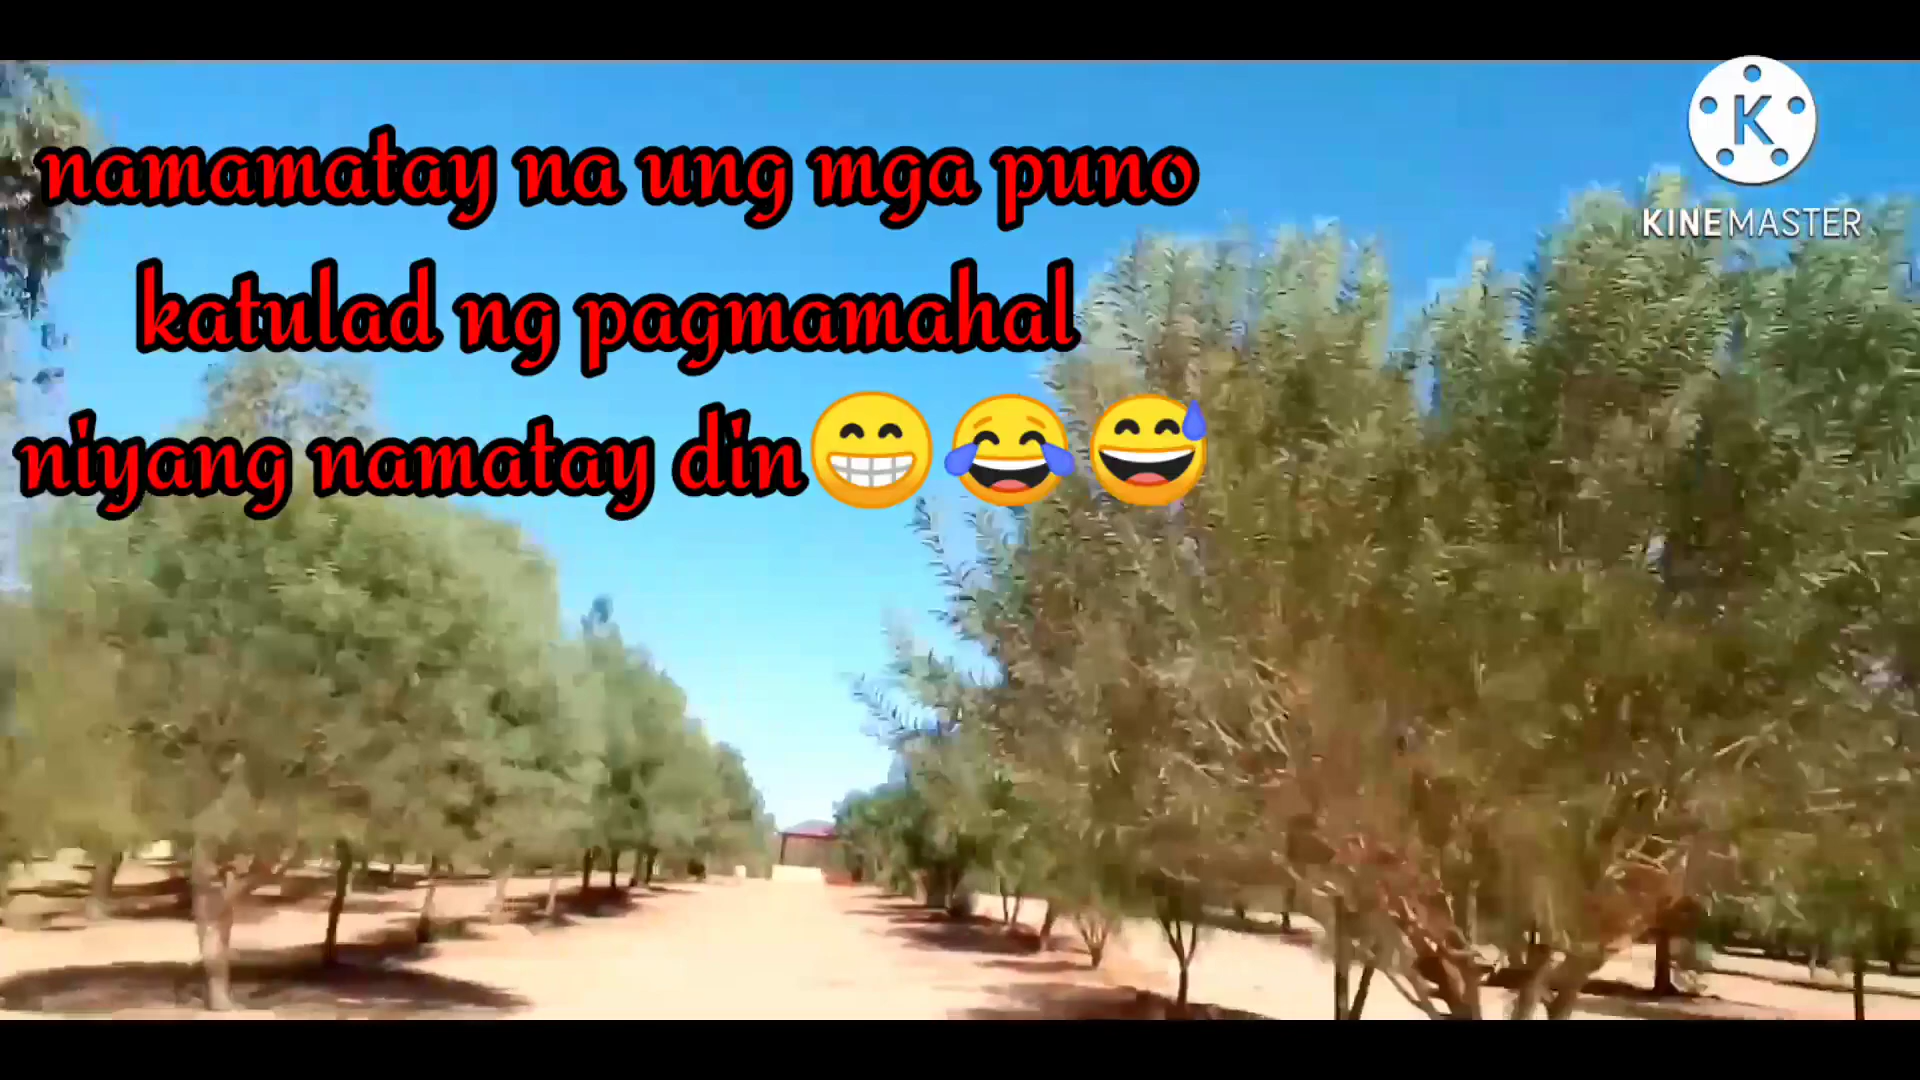 namamatay na ung mga puno
katulad ng pagmamahal
niyang namatay din😁😂😅
K
KINEMASTER